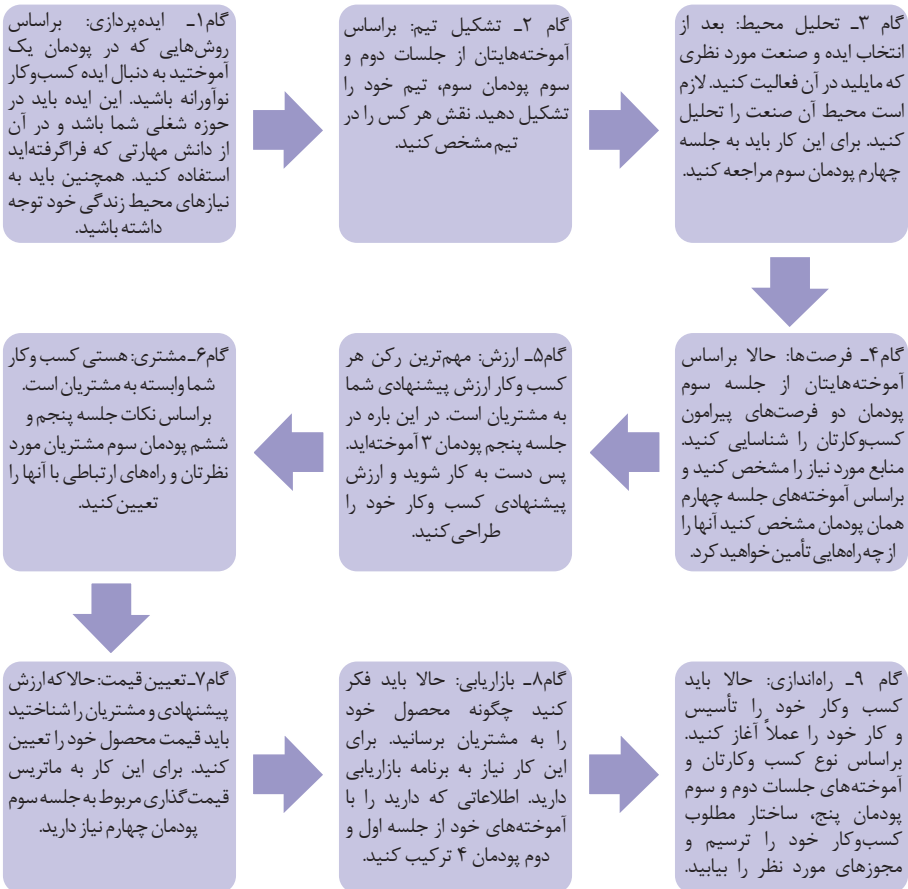 گام۱ـ ایده‌پردازی: براساس
روش‌هایی که در پودمان یک
آموختید به دنبال ایده کسب‌وکار
نوآورانه باشید. این ایده باید در
حوزه شغلی شما باشد و در آن
از دانش مهارتی که فراگرفته‌اید
استفاده کنید. همچنین باید به
نیازهای محیط زندگی خود توجه
داشته باشید.
گام ۲ـ تشکیل تیم: براساس
آموخته‌هایتان از جلسات دوم و
سوم پودمان سوم، تیم خود را
تشکیل دهید. نقش هر کس را در
تیم مشخص کنید.
گام ۳ـ تحلیل محیط: بعد از
انتخاب ایده و صنعت مورد نظری
که مایلید در آن فعالیت کنید. لازم
است محیط آن صنعت را تحلیل
کنید. برای این کار باید به جلسه
چهارم پودمان سوم مراجعه کنید.
گام۴ـ فرصت‌ها: حالا براساس
آموخته‌هایتان از جلسه سوم
پودمان دو فرصت‌های پیرامون
کسب‌وکارتان را شناسایی کنید.
منابع مورد نیاز را مشخص کنید و
براساس آموخته‌های جلسه چهارم
همان پودمان مشخص کنید آنها را
از چه راه‌هایی تأمین خواهید کرد.
گام۵ـ ارزش: مهم‌ترین رکن هر
کسب وکار ارزش پیشنهادی شما
به مشتریان است. در این باره در
جلسه پنجم پودمان ۳ آموخته‌اید.
پس دست به کار شوید و ارزش
پیشنهادی کسب وکار خود را
طراحی کنید.
گام۶ـ مشتری: هستی کسب وکار
شما وابسته به مشتریان است.
براساس نکات جلسه پنجم و
ششم پودمان سوم مشتریان مورد
نظرتان و راه‌های ارتباطی با آنها را
تعیین کنید.
گام۷ـ تعیین قیمت: حالا که ارزش
پیشنهادی و مشتریان را شناختید
باید قیمت محصول خود را تعیین
کنید. برای این کار به ماتریس
قیمت‌گذاری مربوط به جلسه سوم
پودمان چهارم نیاز دارید.
گام۸ـ بازاریابی: حالا باید فکر
کنید چگونه محصول خود
را به مشتریان برسانید. برای
این کار نیاز به برنامه بازاریابی
دارید. اطلاعاتی که دارید را با
آموخته‌های خود از جلسه اول و
دوم پودمان ۴ ترکیب کنید.
گام ۹ـ راه‌اندازی: حالا باید
کسب وکار خود را تأسیس
و کار خود را عملاً آغاز کنید.
براساس نوع کسب وکارتان و
آموخته‌های جلسات دوم و سوم
پودمان پنج، ساختار مطلوب
کسب‌وکار خود را ترسیم و
مجوزهای مورد نظر را بیابید.